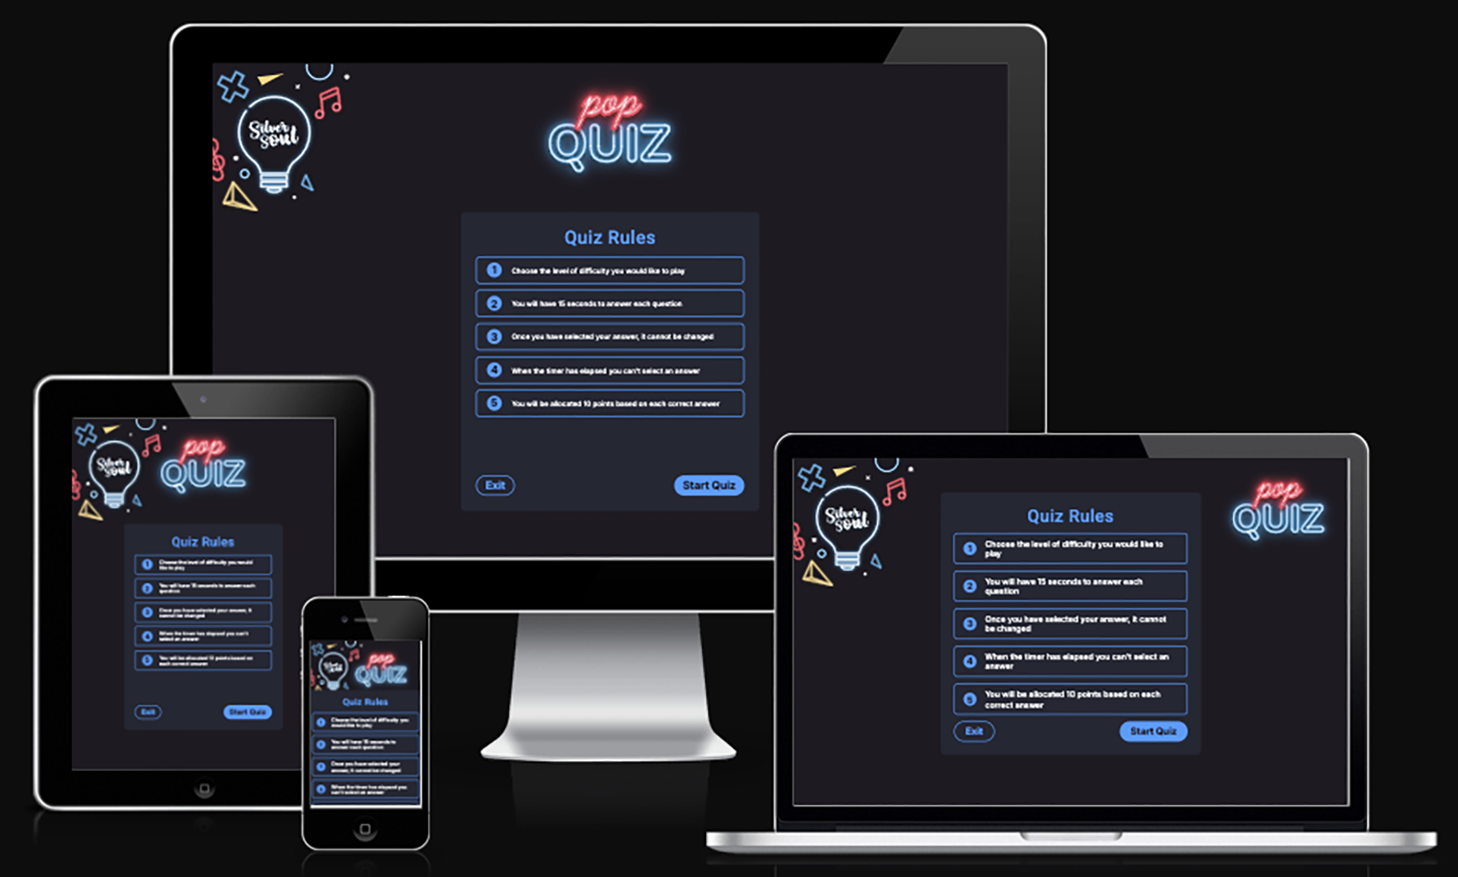 Silver
Soul
pop
QUIZ
Quiz Rules
1 Choose the level of difficulty you would like to play
2 You will have 15 seconds to answer each question
3 Once you have selected your answer, it cannot be changed
4 When the timer has elapsed you can't select an answer
5 You will be allocated 10 points based on each correct answer
Exit Start Quiz
Silver
Soul
pop
QUIZ
Quiz Rules
1 Choose the level of difficulty you would
like to play
2 You will have 15 seconds to answer each
question
3 Once you have selected your answer, it
cannot be changed
4 When the timer has elapsed you can't
select an answer
5 You will be allocated 10 points based on
each correct answer
Exit Start Quiz
Silver
Soul
pop
QUIZ
Quiz Rules
1 Choose the level of difficulty you
would like to play
2 You will have 15 seconds to
answer each question
3 Once you have selected your
answer, it cannot be changed
4 When the timer has elapsed you
can't select an answer
Silver
Soul
pop
QUIZ
Quiz Rules
1 Choose the level of difficulty you would like to
play
2 You will have 15 seconds to answer each
question
3 Once you have selected your answer, it cannot
be changed
4 When the timer has elapsed you can't select an
answer
5 You will be allocated 10 points based on each
correct answer
Exit Start Quiz